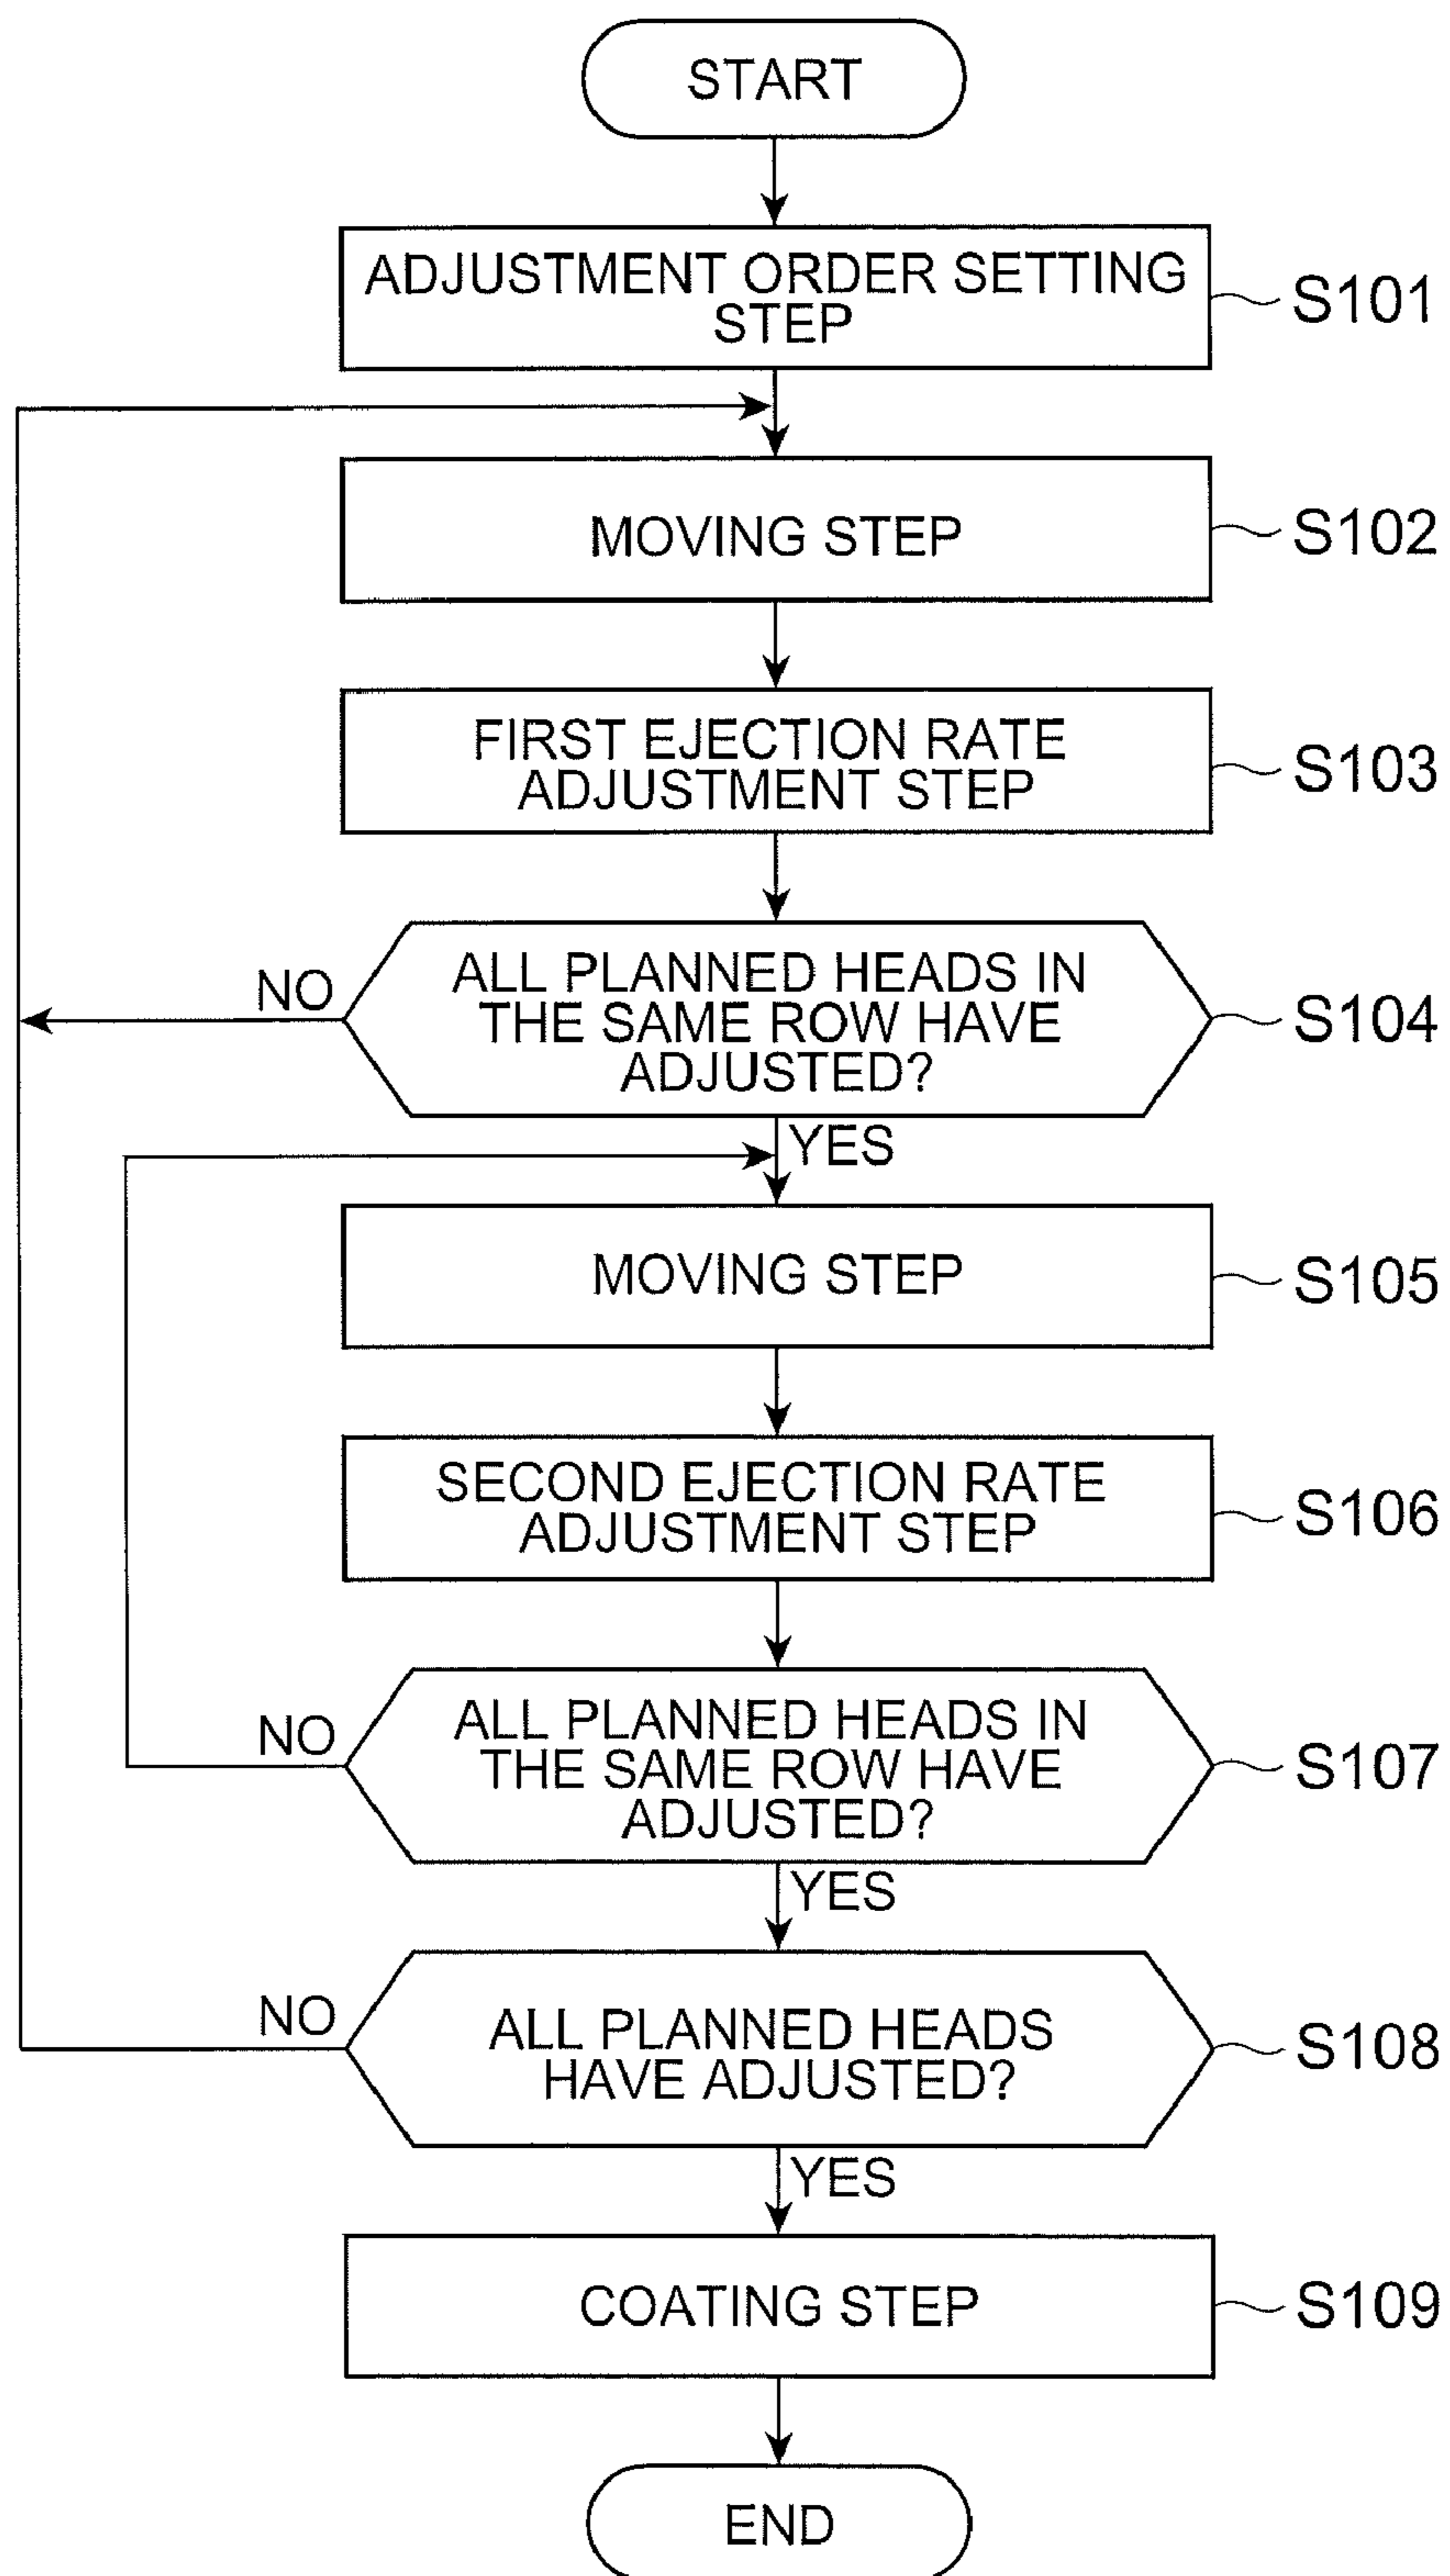 START
ADJUSTMENT ORDER SETTING
STEP
S101
MOVING STEP
S102
FIRST EJECTION RATE
ADJUSTMENT STEP
S103
ALL PLANNED HEADS IN
THE SAME ROW HAVE
ADJUSTED?
NO
S104
YES
MOVING STEP
S105
SECOND EJECTION RATE
ADJUSTMENT STEP
S106
ALL PLANNED HEADS IN
THE SAME ROW HAVE
ADJUSTED?
NO
S107
YES
ALL PLANNED HEADS
HAVE ADJUSTED?
NO
S108
YES
COATING STEP
S109
END